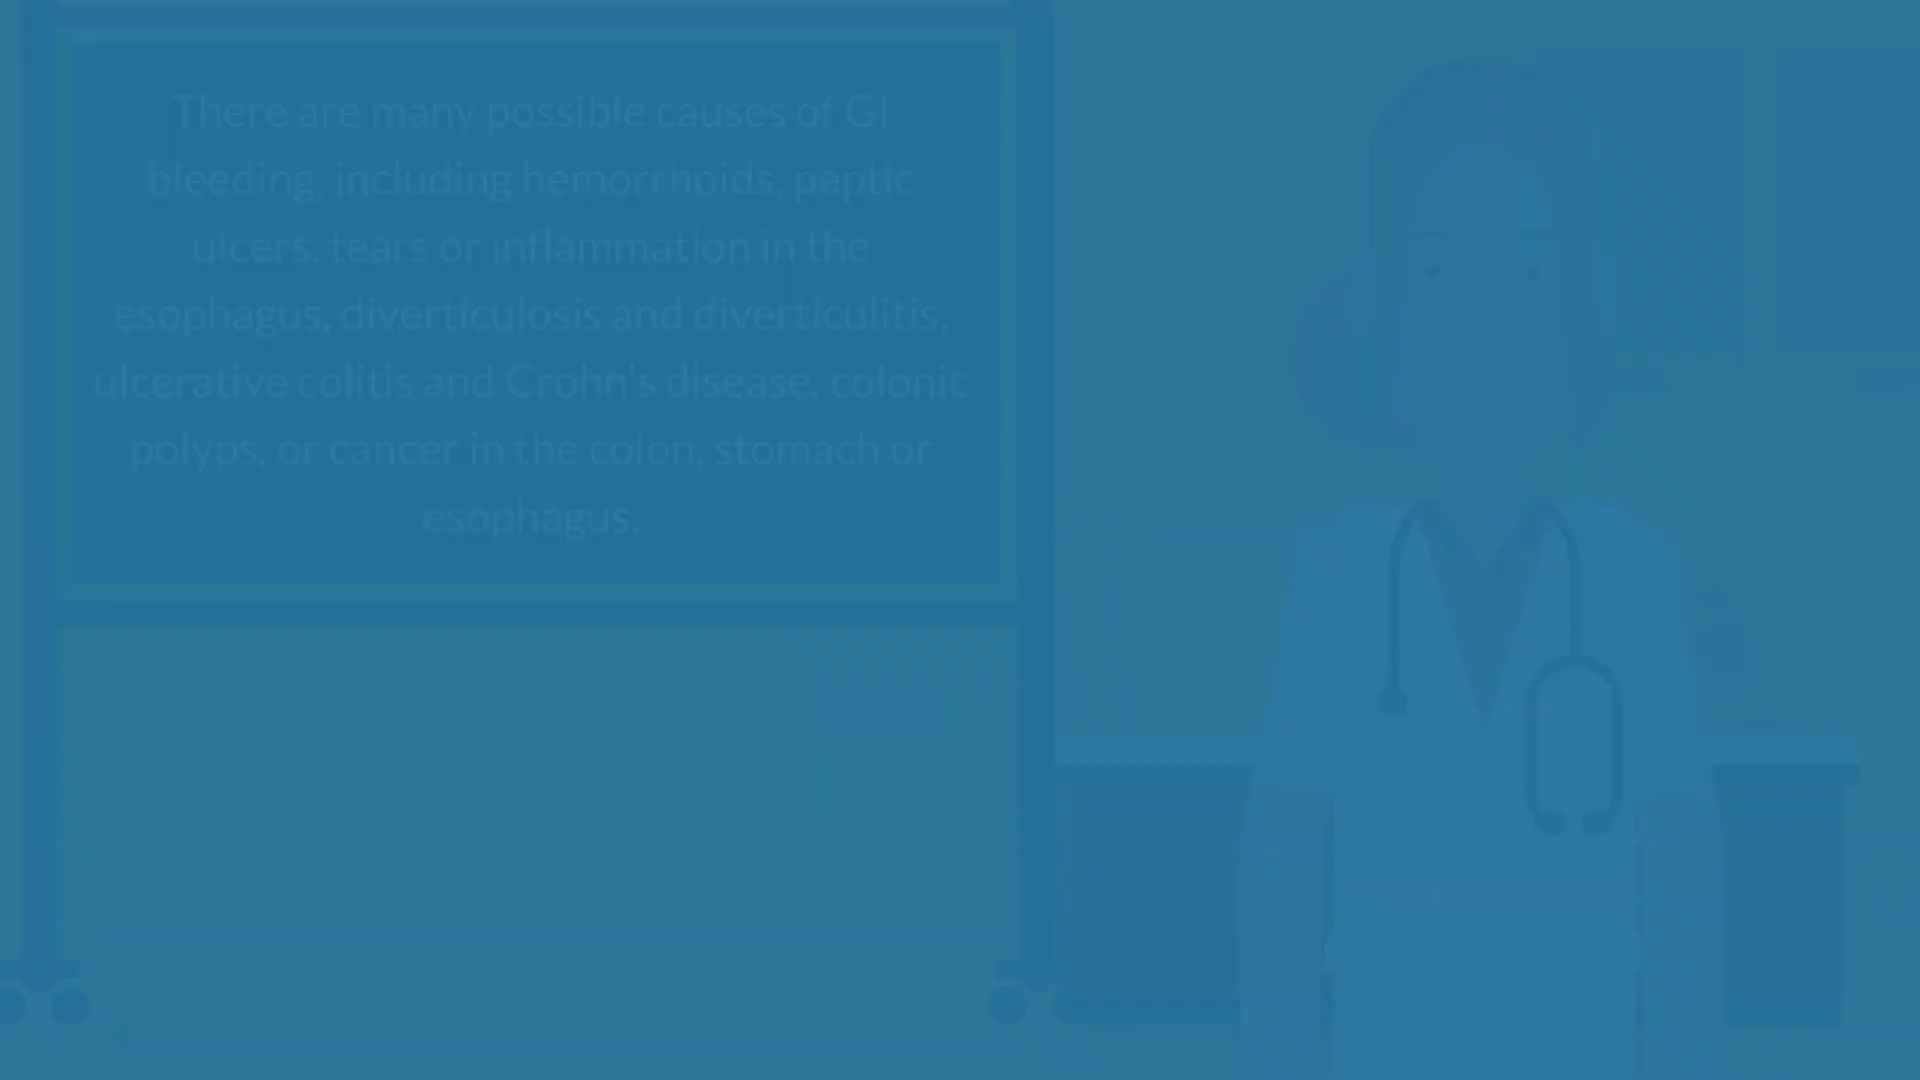 There are many possible causes of GI
bleeding, including hemorrhoids, peptic
ulcers, tears or inflammation in the
esophagus, diverticulosis and diverticulitis,
ulcerative colitis and Crohn's disease, colonic
polyps, or cancer in the colon, stomach or
esophagus.